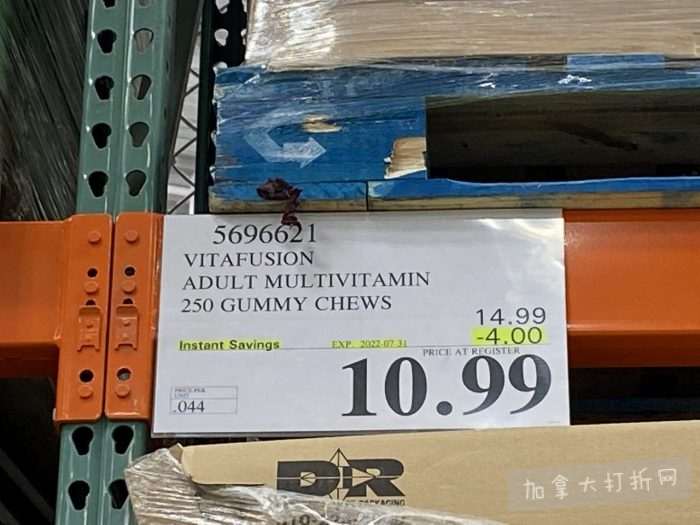 5696621
VITAFUSION
ADULT MULTIVITAMIN
250 GUMMY CHEWS
14.99
Instant Savings EXP. 2022-07-31 -4.00
PRICE AT REGISTER
10.99
PRICE PER
UNIT
.044
DR
PACKAGING
加拿大打折网